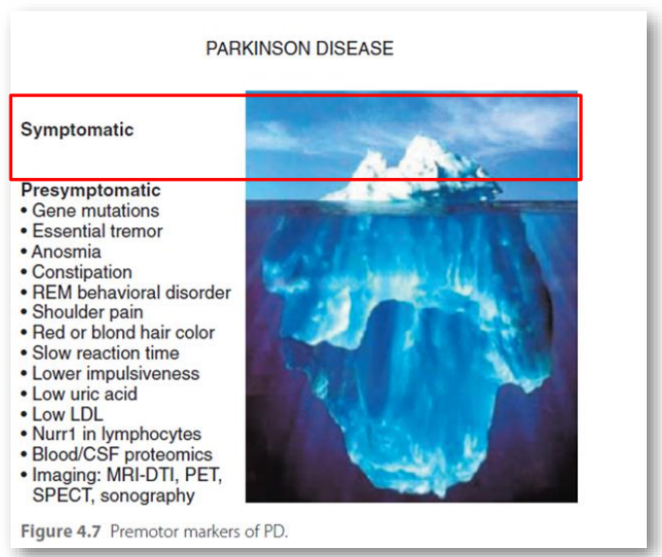 PARKINSON DISEASE
Symptomatic
Presymptomatic
• Gene mutations
• Essential tremor
• Anosmia
• Constipation
• REM behavioral disorder
• Shoulder pain
• Red or blond hair color
• Slow reaction time
• Lower impulsiveness
• Low uric acid
• Low LDL
• Nurr1 in lymphocytes
• Blood/CSF proteomics
• Imaging: MRI-DTI, PET,
SPECT, sonography
Figure 4.7 Premotor markers of PD.